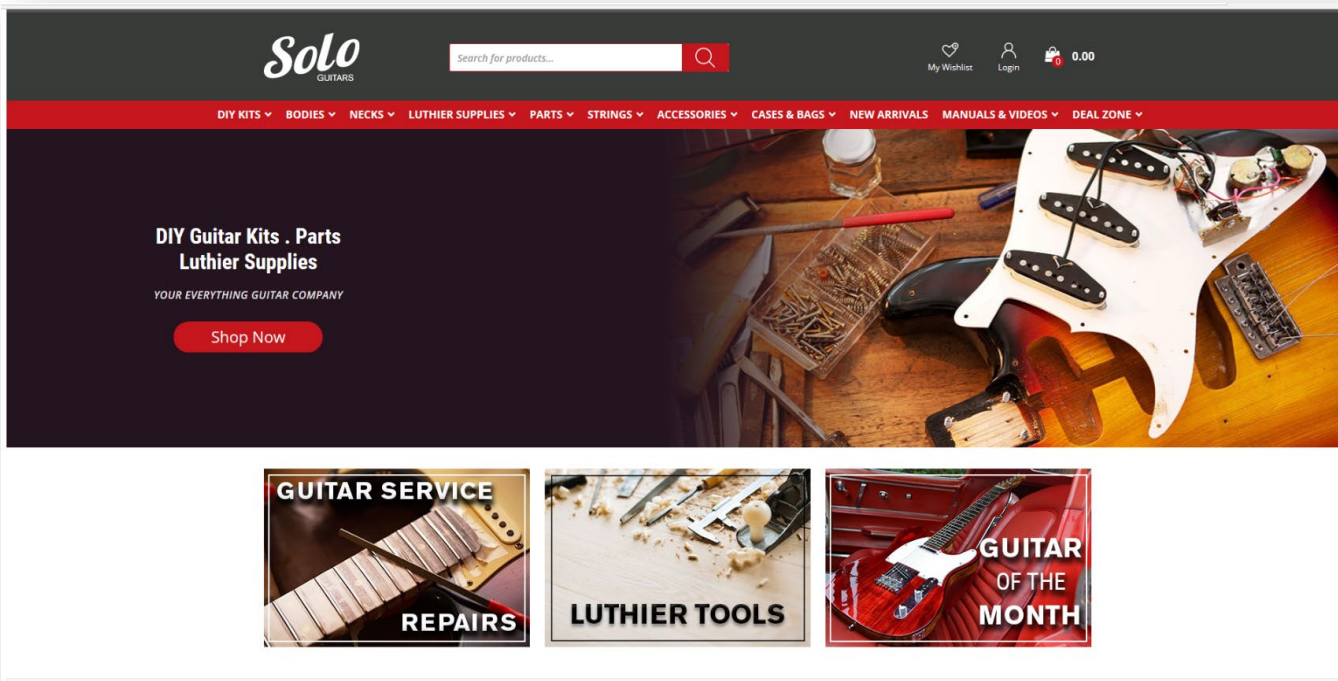 Solo
GUITARS
Search for products...
0
My Wishlist
Login
0
0.00
DIY KITS
BODIES
NECKS
LUTHIER SUPPLIES
PARTS
STRINGS
ACCESSORIES
CASES & BAGS
NEW ARRIVALS
MANUALS & VIDEOS
DEAL ZONE
DIY Guitar Kits . Parts
Luthier Supplies
YOUR EVERYTHING GUITAR COMPANY
Shop Now
GUITAR SERVICE
REPAIRS
LUTHIER TOOLS
GUITAR
OF THE
MONTH